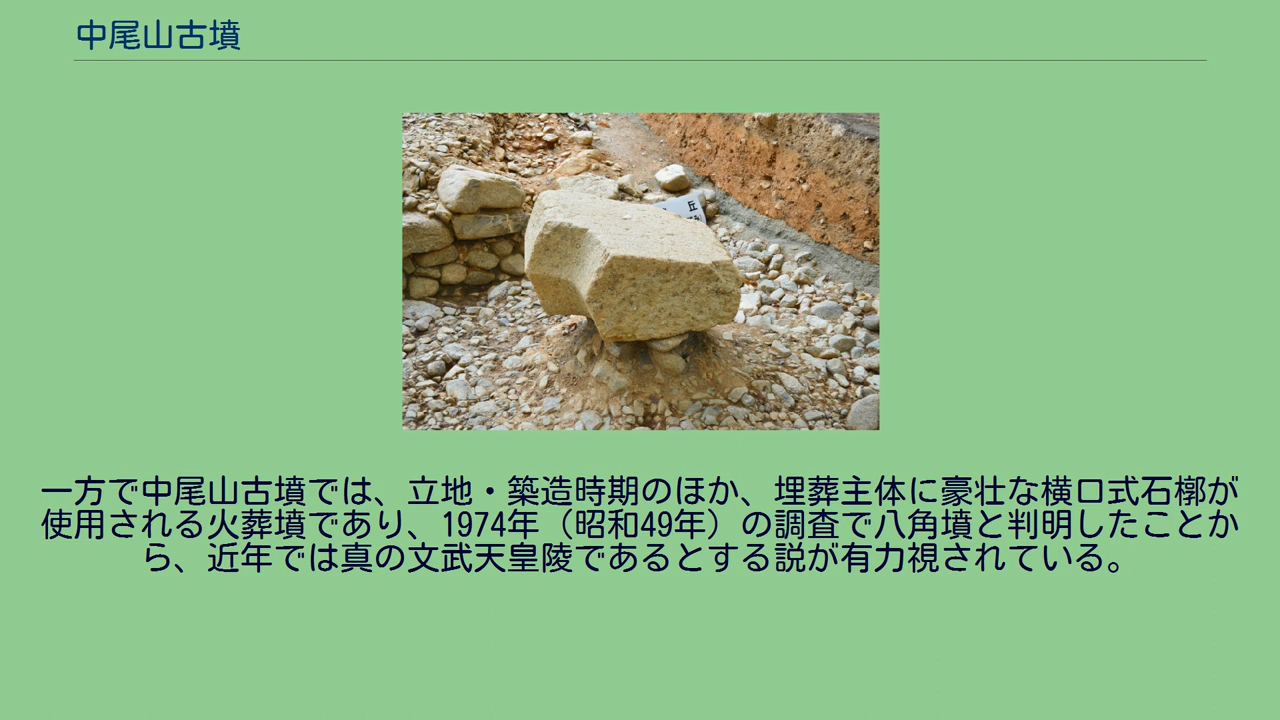 中尾山古墳
丘
一方で中尾山古墳では、立地・築造時期のほか、埋葬主体に豪壮な横口式石槨が
使用される火葬墳であり、1974年（昭和49年）の調査で八角墳と判明したことか
ら、近年では真の文武天皇陵であるとする説が有力視されている。